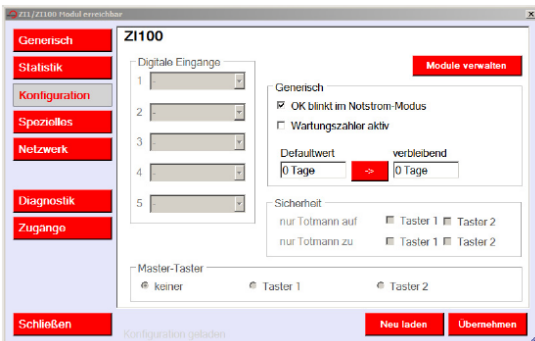 ZI1/ZI100 Modul erreichbar
ZI100
Generisch
Statistik
Konfiguration
Spezielles
Netzwerk
Diagnostik
Zugänge
Schließen
Digitale Eingänge
1 -
2 -
3 -
4 -
5 -
Module verwalten
Generisch
OK blinkt im Notstrom-Modus
Wartungszähler aktiv
Defaultwert verbleibend
0 Tage -> 0 Tage
Sicherheit
nur Totmann auf Taster 1 Taster 2
nur Totmann zu Taster 1 Taster 2
Master-Taster
keiner Taster 1 Taster 2
Konfiguration geladen
Neu laden Übernehmen